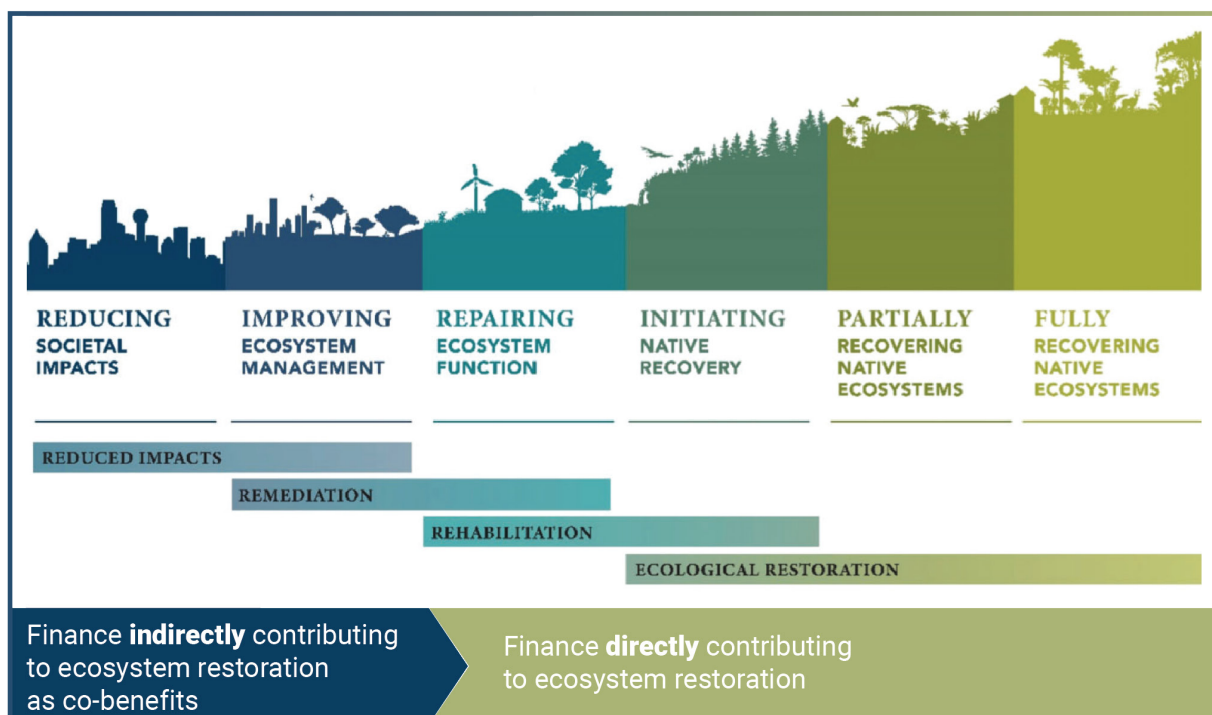 REDUCING
SOCIETAL
IMPACTS
IMPROVING
ECOSYSTEM
MANAGEMENT
REPAIRING
ECOSYSTEM
FUNCTION
INITIATING
NATIVE
RECOVERY
PARTIALLY
RECOVERING
NATIVE
ECOSYSTEMS
FULLY
RECOVERING
NATIVE
ECOSYSTEMS
REDUCED IMPACTS
REMEDIATION
REHABILITATION
ECOLOGICAL RESTORATION
Finance indirectly contributing
to ecosystem restoration
as co-benefits
Finance directly contributing
to ecosystem restoration